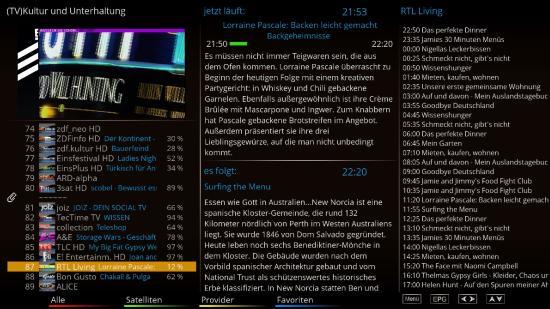 (TV)Kultur und Unterhaltung
WILLHUNTING
74 zdf_neo HD
75 ZDFinfo HD Der Kontinent - 30 %
76 zdf.kultur HD Bauerfeind 28 %
77 Einsfestival HD Ladies Nigh 52 %
78 EinsPlus HD Türkisch für An 34 %
79 ARD-alpha
80 3sat HD scobel - Bewusst es 89 %
--------
81 joiz JOIZ - DEIN SOCIAL TV 66 %
82 TecTime TV WISSEN 94 %
83 collection Teleshop
84 A&E Storage Wars - Geschäft 78 %
85 TLC HD My Big Fat Gypsy We 97 %
86 E! Entertainm. HD Joan and 97 %
87 RTL Living Lorraine Pascale: 12 %
88 Bon Gusto Chakall & Pulga 62 %
89 ALICE
jetzt läuft: 21:53
Lorraine Pascale: Backen leicht gemacht
Backgeheimnisse
21:50 22:20
Es müssen nicht immer Teigwaren sein, die aus
dem Ofen kommen. Lorraine Pascale überrascht zu
Beginn der heutigen Folge mit einem kreativen
Partygericht: in Whiskey und Chili gebackene
Garnelen. Ebenfalls außergewöhnlich ist ihre Crème
Brûlée mit Mascarpone und Ingwer. Zum Knabbern
hat Pascale gebackene Brotstreifen im Angebot.
Außerdem präsentiert sie ihre drei
Lieblingswürze, auf die man nicht unbedingt
kommt.
es folgt: 22:20
Surfing the Menu
Essen wie Gott in Australien...New Norcia ist eine
spanische Kloster-Gemeinde, die rund 132
Kilometer nördlich von Perth im Westen Australiens
liegt. Sie wurde 1846 von Dom Salvado gegründet.
Heute leben noch sechs Benediktiner-Mönche in
dem Kloster. Die Gebäude wurden nach dem
Vorbild spanischer Architektur gebaut und vom
National Trust als schützenswertes historisches
Erbe klassifiziert. In New Norcia standen Ben und
RTL Living
22:50 Das perfekte Dinner
23:35 Jamies 30 Minuten Menüs
00:00 Nigellas Leckerbissen
00:25 Schmeckt nicht, gibt's nicht
00:50 Wissenshunger
01:40 Mieten, kaufen, wohnen
02:35 Unsere erste gemeinsame Wohnung
03:00 Auf und davon - Mein Auslandstagebuc
03:55 Goodbye Deutschland
04:45 Wissenshunger
05:35 Schmeckt nicht, gibt's nicht
06:00 Das perfekte Dinner
06:45 Mein Garten
07:10 Mieten, kaufen, wohnen
08:05 Auf und davon - Mein Auslandstagebuc
09:00 Goodbye Deutschland
09:45 Jamie and Jimmy's Food Fight Club
10:35 Jamie and Jimmy's Food Fight Club
11:20 Lorraine Pascale: Backen leicht gemach
11:55 Surfing the Menu
12:25 Das perfekte Dinner
13:10 Schmeckt nicht, gibt's nicht
13:35 Jamies 30 Minuten Menüs
14:00 Nigellas Leckerbissen
14:25 Mieten, kaufen, wohnen
15:20 The Face mit Naomi Campbell
16:10 Thelmas Gypsy Girls - Kleider, Chaos ur
17:00 Helen Hunt - Auf den Spuren meiner Ah
Alle Satelliten Provider Favoriten Menü EPG